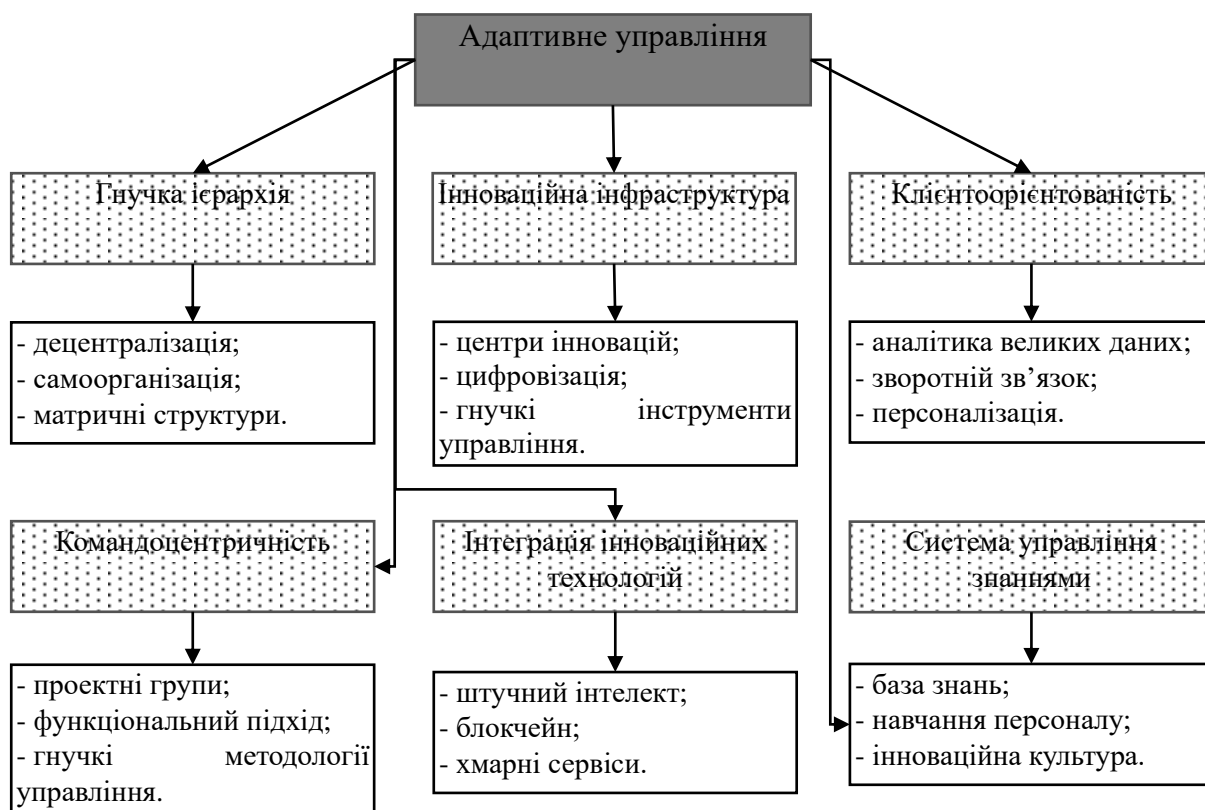 Адаптивне управління
Гнучка ієрархія
Інноваційна інфраструктура
Клієнтоорієнтованість
- децентралізація;
- самоорганізація;
- матричні структури.
- центри інновацій;
- цифровізація;
- гнучкі інструменти
управління.
- аналітика великих даних;
- зворотній зв’язок;
- персоналізація.
Командоцентричність
Інтеграція інноваційних
технологій
Система управління
знаннями
- проектні групи;
- функціональний підхід;
- гнучкі методології
управління.
- штучний інтелект;
- блокчейн;
- хмарні сервіси.
- база знань;
- навчання персоналу;
- інноваційна культура.